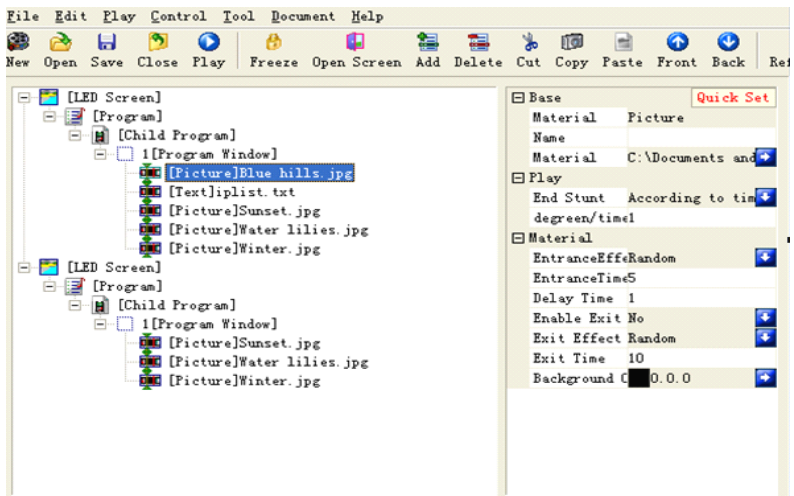 File Edit Play Control Tool Document Help
New Open Save Close Play Freeze Open Screen Add Delete Cut Copy Paste Front Back Ref
[LED Screen]
[Program]
[Child Program]
1[Program Window]
[Picture]Blue hills.jpg
[Text]iplist.txt
[Picture]Sunset.jpg
[Picture]Water lilies.jpg
[Picture]Winter.jpg
[LED Screen]
[Program]
[Child Program]
1[Program Window]
[Picture]Sunset.jpg
[Picture]Water lilies.jpg
[Picture]Winter.jpg
Base Quick Set
Material Picture
Name
Material C:\Documents and
Play
End Stunt According to tim
degreen/time1
Material
EntranceEffeRandom
EntranceTime5
Delay Time 1
Enable Exit No
Exit Effect Random
Exit Time 10
Background C 0.0.0